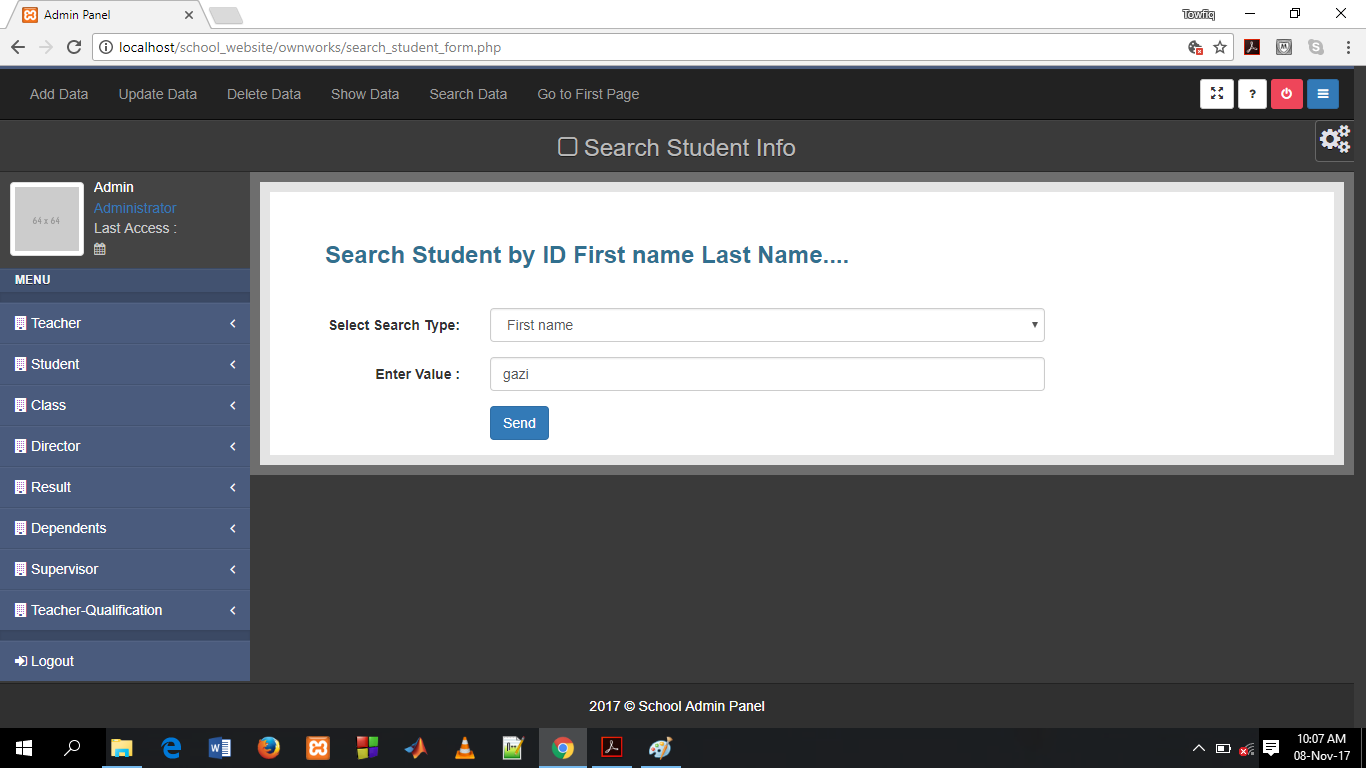 Admin Panel
Towfiq
localhost/school_website/ownworks/search_student_form.php
Add Data Update Data Delete Data Show Data Search Data Go to First Page ?
Search Student Info
64 x 64
Admin
Administrator
Last Access :
MENU
Teacher
Student
Class
Director
Result
Dependents
Supervisor
Teacher-Qualification
Logout
Search Student by ID First name Last Name....
Select Search Type: First name
Enter Value : gazi
Send
2017 © School Admin Panel
10:07 AM
08-Nov-17